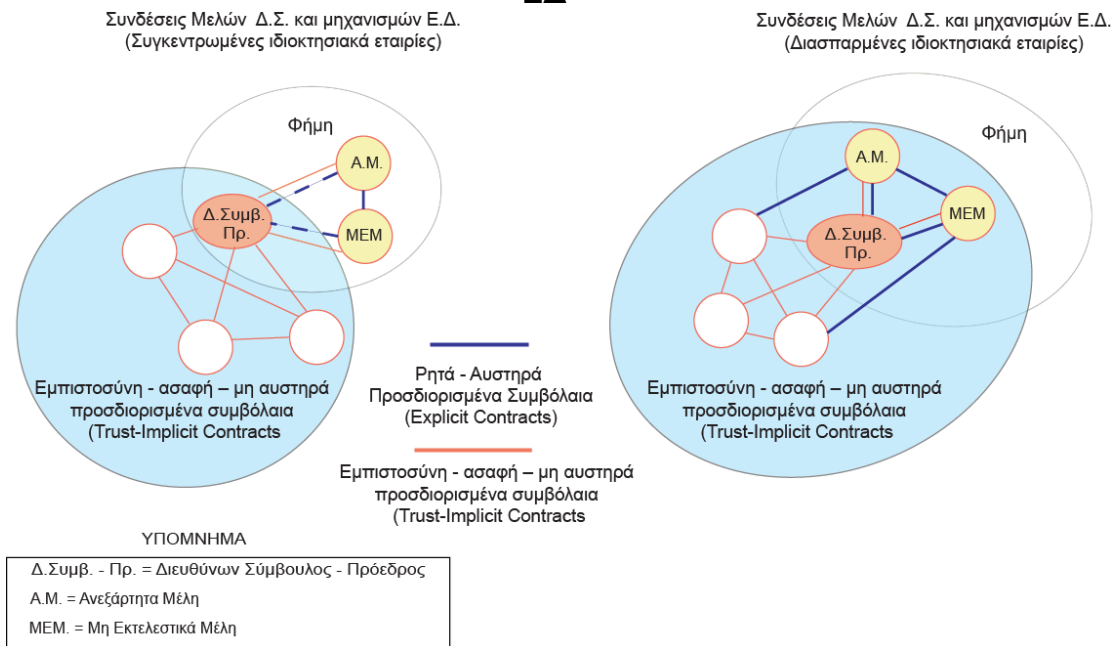 Συνδέσεις Μελών Δ.Σ. και μηχανισμών Ε.Δ.
(Συγκεντρωμένες ιδιοκτησιακά εταιρίες)
Φήμη
Α.Μ.
Δ.Συμβ.
Πρ.
ΜΕΜ
Εμπιστοσύνη - ασαφή – μη αυστηρά
προσδιορισμένα συμβόλαια
(Trust-Implicit Contracts
Συνδέσεις Μελών Δ.Σ. και μηχανισμών Ε.Δ.
(Διασπαρμένες ιδιοκτησιακά εταιρίες)
Φήμη
Α.Μ.
ΜΕΜ
Δ.Συμβ.
Πρ.
Εμπιστοσύνη - ασαφή – μη αυστηρά
προσδιορισμένα συμβόλαια
(Trust-Implicit Contracts
Ρητά - Αυστηρά
Προσδιορισμένα Συμβόλαια
(Explicit Contracts)
Εμπιστοσύνη - ασαφή – μη αυστηρά
προσδιορισμένα συμβόλαια
(Trust-Implicit Contracts
ΥΠΟΜΝΗΜΑ
Δ.Συμβ. - Πρ. = Διευθύνων Σύμβουλος - Πρόεδρος
Α.Μ. = Ανεξάρτητα Μέλη
ΜΕΜ. = Μη Εκτελεστικά Μέλη